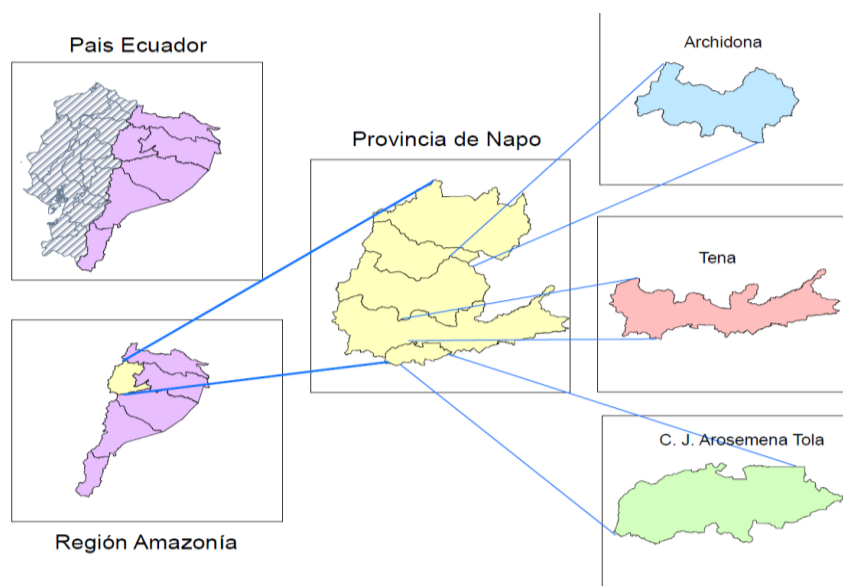 Pais Ecuador
Archidona
Provincia de Napo
Tena
C. J. Arosemena Tola
Región Amazonía